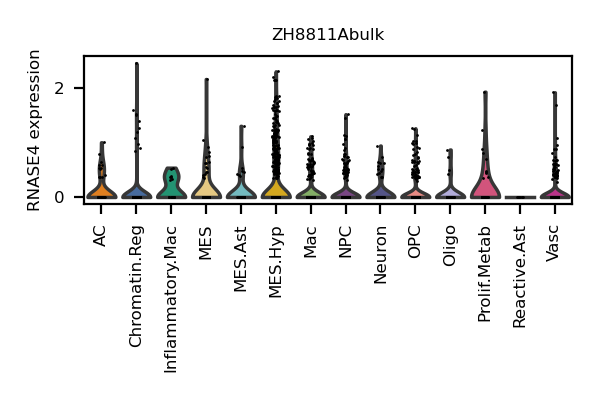 ZH8811Abulk
RNASE4 expression
2
0
AC
Chromatin.Reg
Inflammatory.Mac
MES
MES.Ast
MES.Hyp
Mac
NPC
Neuron
OPC
Oligo
Prolif.Metab
Reactive.Ast
Vasc